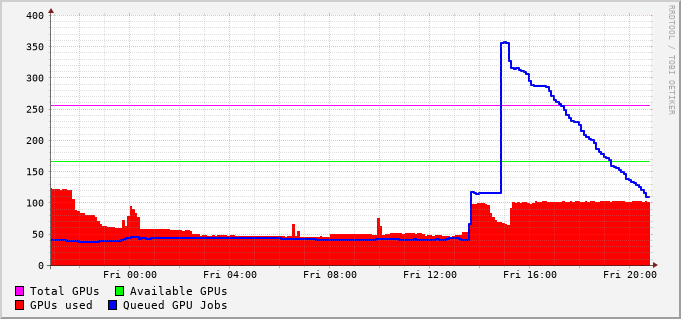 400
350
300
250
200
150
100
50
0
Fri 00:00 Fri 04:00 Fri 08:00 Fri 12:00 Fri 16:00 Fri 20:00
Total GPUs Available GPUs
GPUs used Queued GPU Jobs
RRDTOOL / TOBI OETIKER